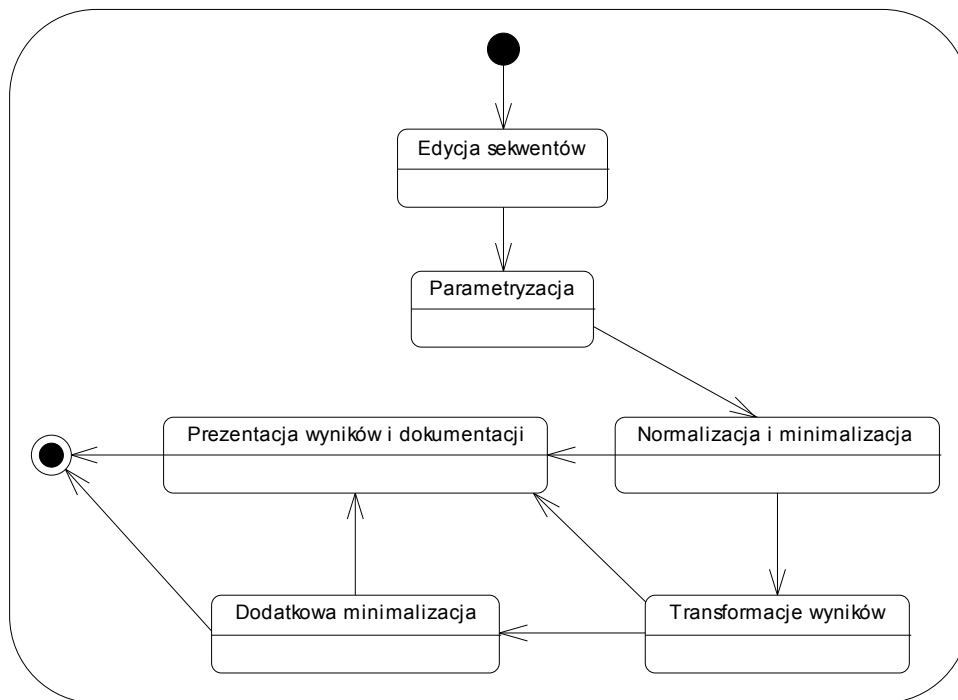 Edycja sekwentów
Parametryzacja
Prezentacja wyników i dokumentacji
Normalizacja i minimalizacja
Dodatkowa minimalizacja
Transformacje wyników